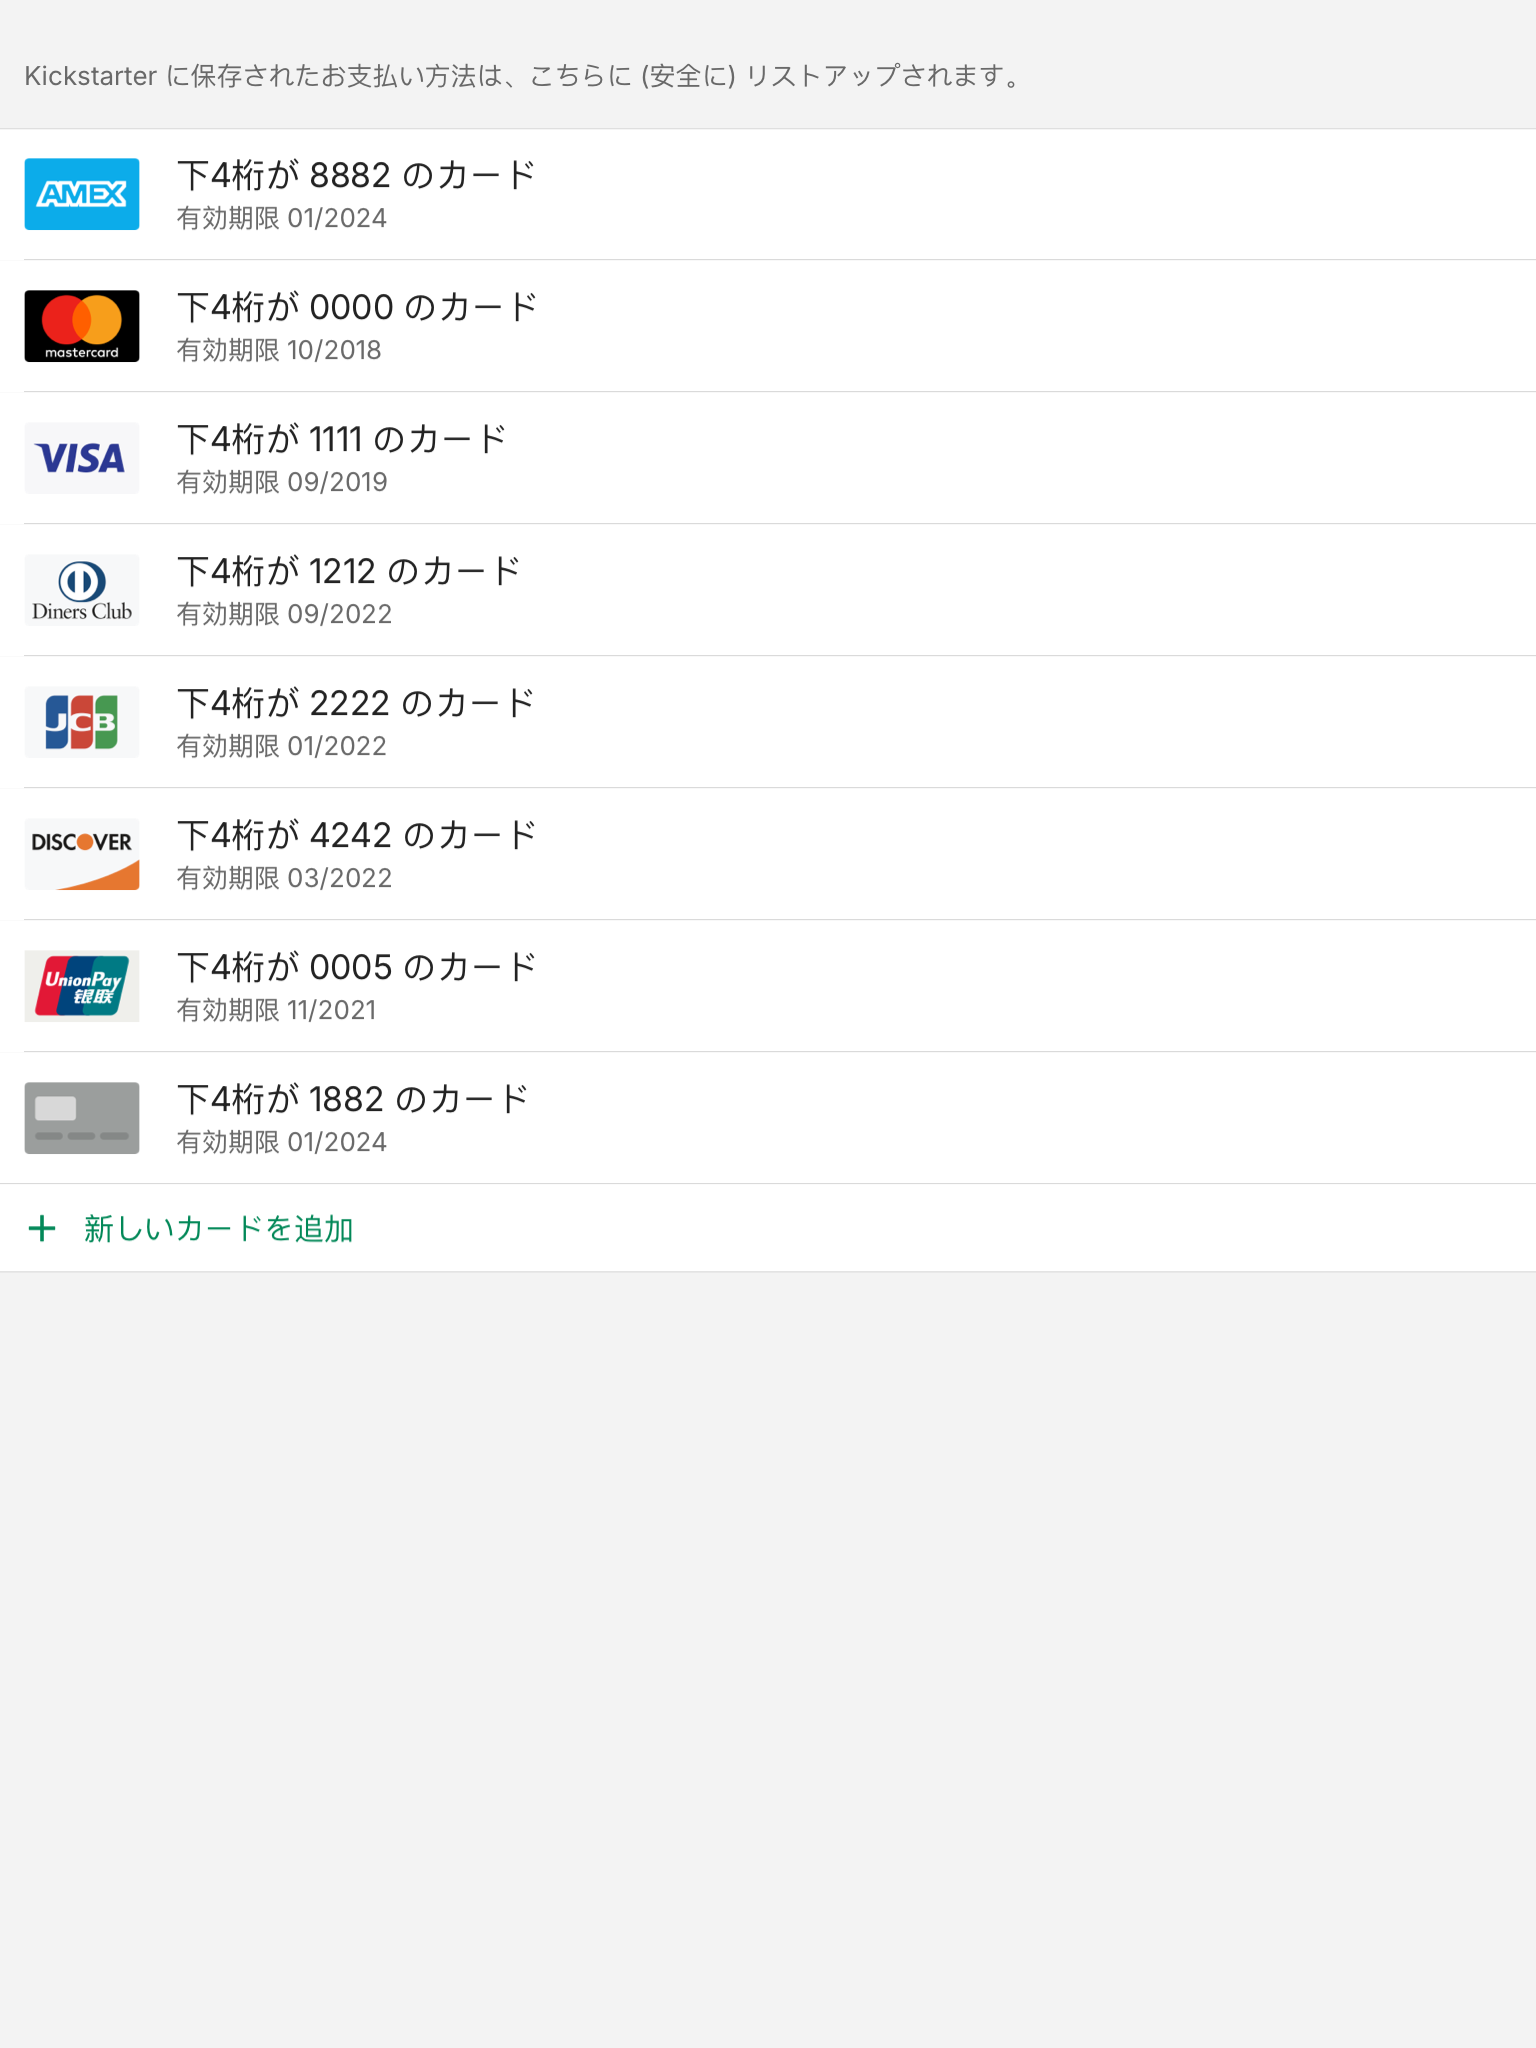 Kickstarter に保存されたお支払い方法は、こちらに (安全に) リストアップされます。
AMEX
下4桁が 8882 のカード
有効期限 01/2024
mastercard
下4桁が 0000 のカード
有効期限 10/2018
VISA
下4桁が 1111 のカード
有効期限 09/2019
Diners Club
下4桁が 1212 のカード
有効期限 09/2022
JCB
下4桁が 2222 のカード
有効期限 01/2022
DISCOVER
下4桁が 4242 のカード
有効期限 03/2022
UnionPay
银联
下4桁が 0005 のカード
有効期限 11/2021
下4桁が 1882 のカード
有効期限 01/2024
+ 新しいカードを追加